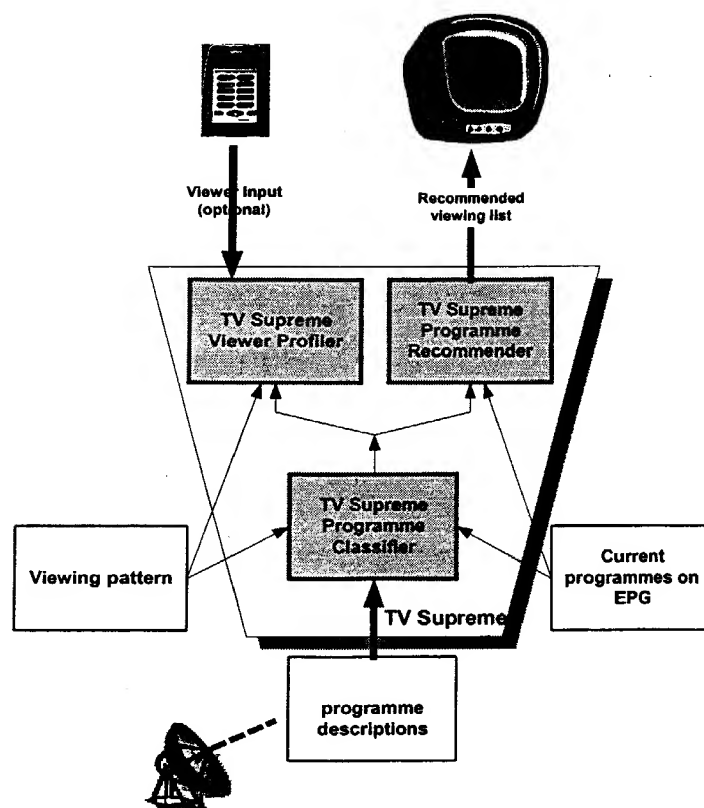 Viewer Input
(optional)
Recommended
viewing list
TV Supreme
Viewer Profiler
TV Supreme
Programme
Recommender
TV Supreme
Programme
Classifier
Viewing pattern
Current
programmes on
EPG
TV Supreme
programme
descriptions